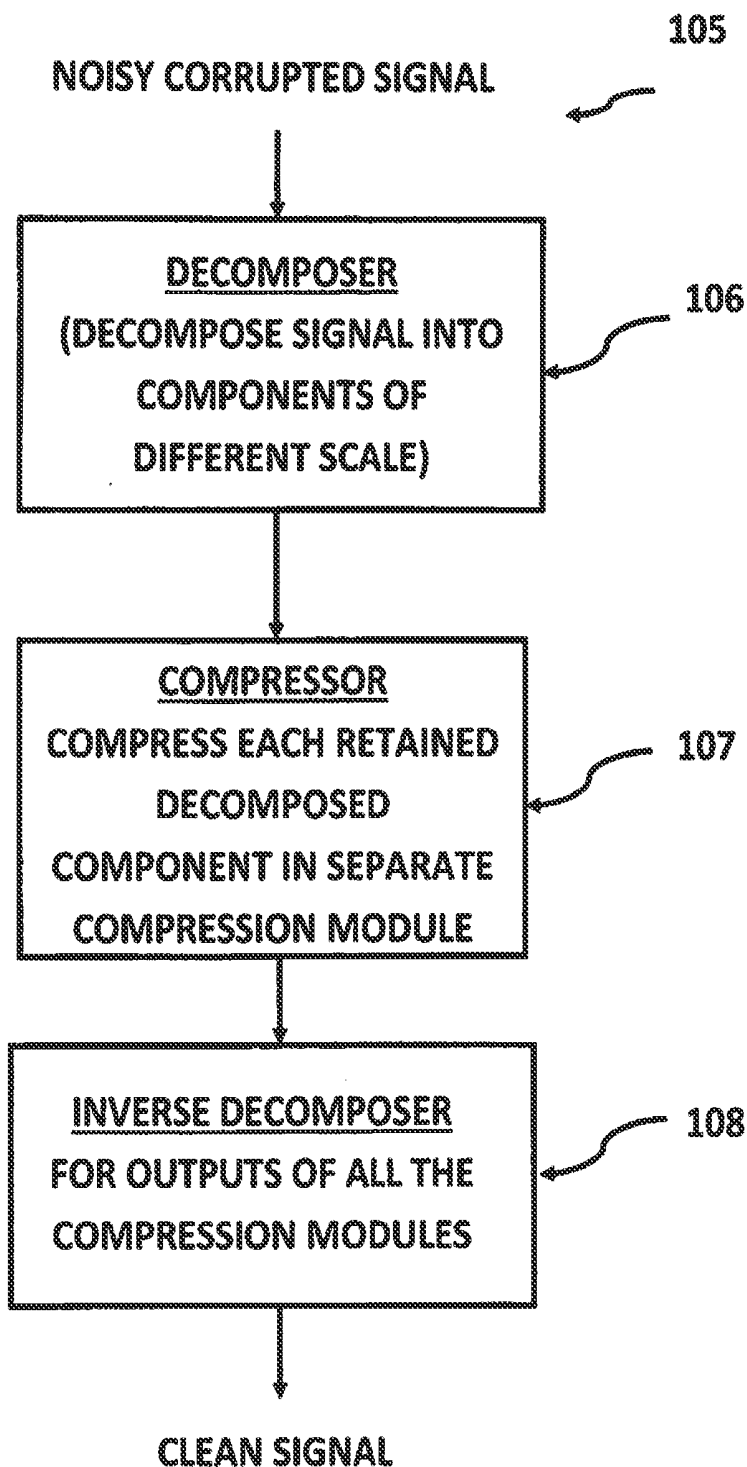 105
NOISY CORRUPTED SIGNAL
DECOMPOSER
(DECOMPOSE SIGNAL INTO
COMPONENTS OF
DIFFERENT SCALE)
106
COMPRESSOR
COMPRESS EACH RETAINED
DECOMPOSED
COMPONENT IN SEPARATE
COMPRESSION MODULE
107
INVERSE DECOMPOSER
FOR OUTPUTS OF ALL THE
COMPRESSION MODULES
108
CLEAN SIGNAL